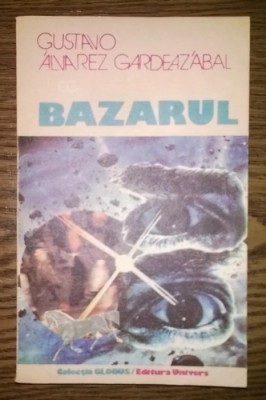 GUSTAVO
ÁLVAREZ GARDEAZÁBAL
BAZARUL
Colecția GLOBUS / Editura Univers